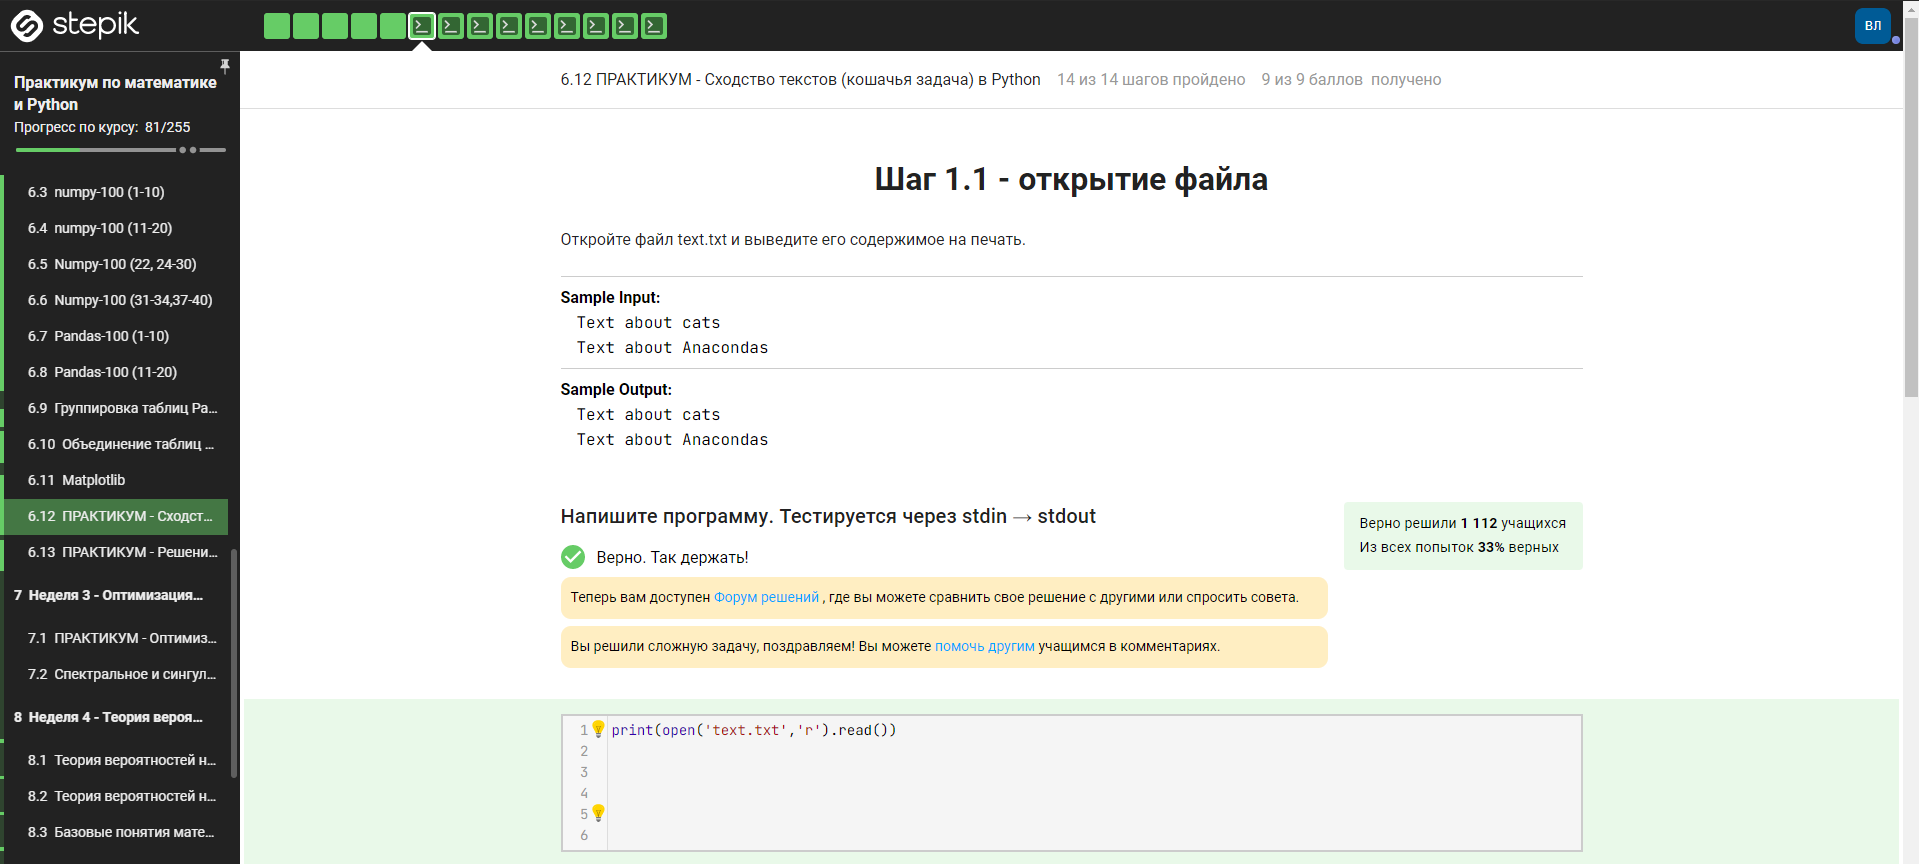 stepik
ВЛ
Практикум по математике
и Python
Прогресс по курсу: 81/255
6.3 numpy-100 (1-10)
6.4 numpy-100 (11-20)
6.5 Numpy-100 (22, 24-30)
6.6 Numpy-100 (31-34,37-40)
6.7 Pandas-100 (1-10)
6.8 Pandas-100 (11-20)
6.9 Группировка таблиц Pa...
6.10 Объединение таблиц ...
6.11 Matplotlib
6.12 ПРАКТИКУМ - Сходст...
6.13 ПРАКТИКУМ - Решени...
7 Неделя 3 - Оптимизация...
7.1 ПРАКТИКУМ - Оптимиз...
7.2 Спектральное и сингул...
8 Неделя 4 - Теория вероя...
8.1 Теория вероятностей н...
8.2 Теория вероятностей н...
8.3 Базовые понятия мате...
6.12 ПРАКТИКУМ - Сходство текстов (кошачья задача) в Python 14 из 14 шагов пройдено 9 из 9 баллов получено
Шаг 1.1 - открытие файла
Откройте файл text.txt и выведите его содержимое на печать.
Sample Input:
Text about cats
Text about Anacondas
Sample Output:
Text about cats
Text about Anacondas
Напишите программу. Тестируется через stdin → stdout
Верно. Так держать!
Теперь вам доступен Форум решений , где вы можете сравнить свое решение с другими или спросить совета.
Вы решили сложную задачу, поздравляем! Вы можете помочь другим учащимся в комментариях.
Верно решили 1 112 учащихся
Из всех попыток 33% верных
1 print(open('text.txt','r').read())
2
3
4
5
6